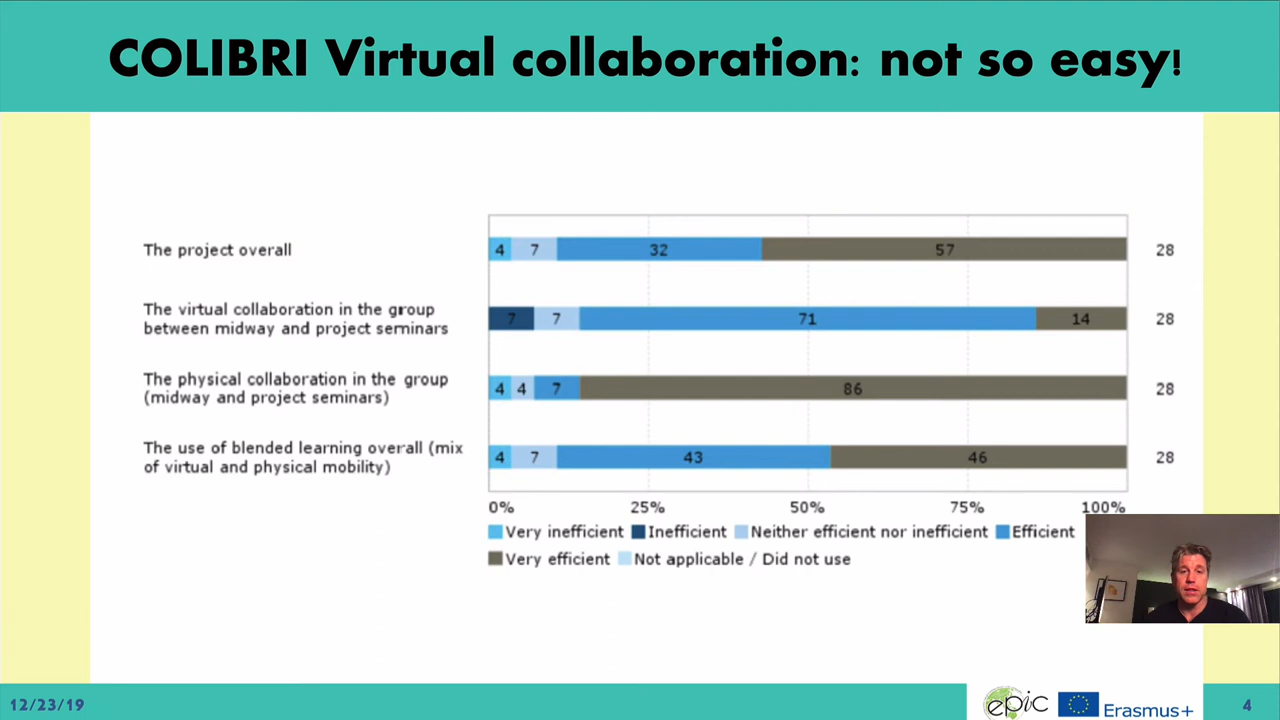 COLIBRI Virtual collaboration: not so easy!
The project overall
4 7 32 57 28
The virtual collaboration in the group
between midway and project seminars
7 7 71 14 28
The physical collaboration in the group
(midway and project seminars)
4 4 7 86 28
The use of blended learning overall (mix
of virtual and physical mobility)
4 7 43 46 28
0% 25% 50% 75% 100%
Very inefficient Inefficient Neither efficient nor inefficient Efficient
Very efficient Not applicable / Did not use
12/23/19
epic
Erasmus+
4